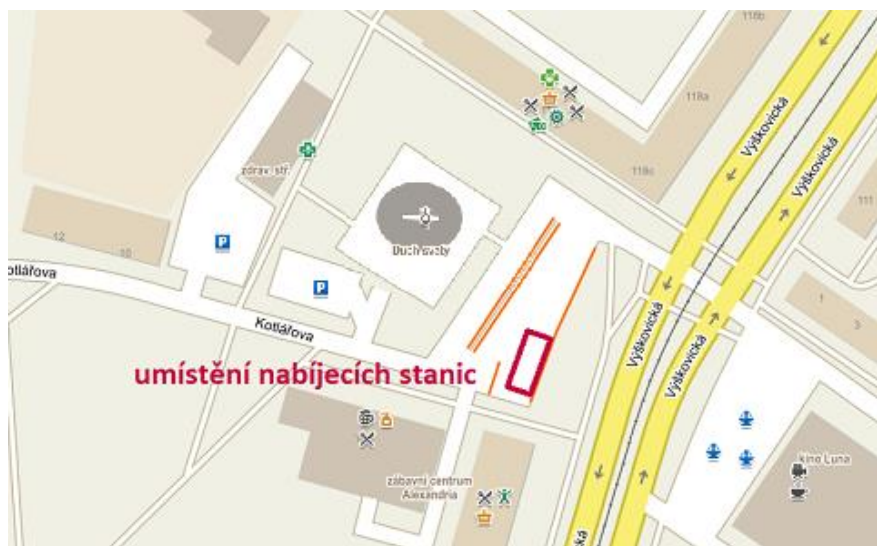 118b
118a
Výškovická
Výškovická
118c
111
zdrav. stř.
12
10
P
Duch svatý
P
Kotlářova
1
3
Výškovická
Výškovická
umístění nabíjecích stanic
kino Luna
zábavní centrum
Alexandria